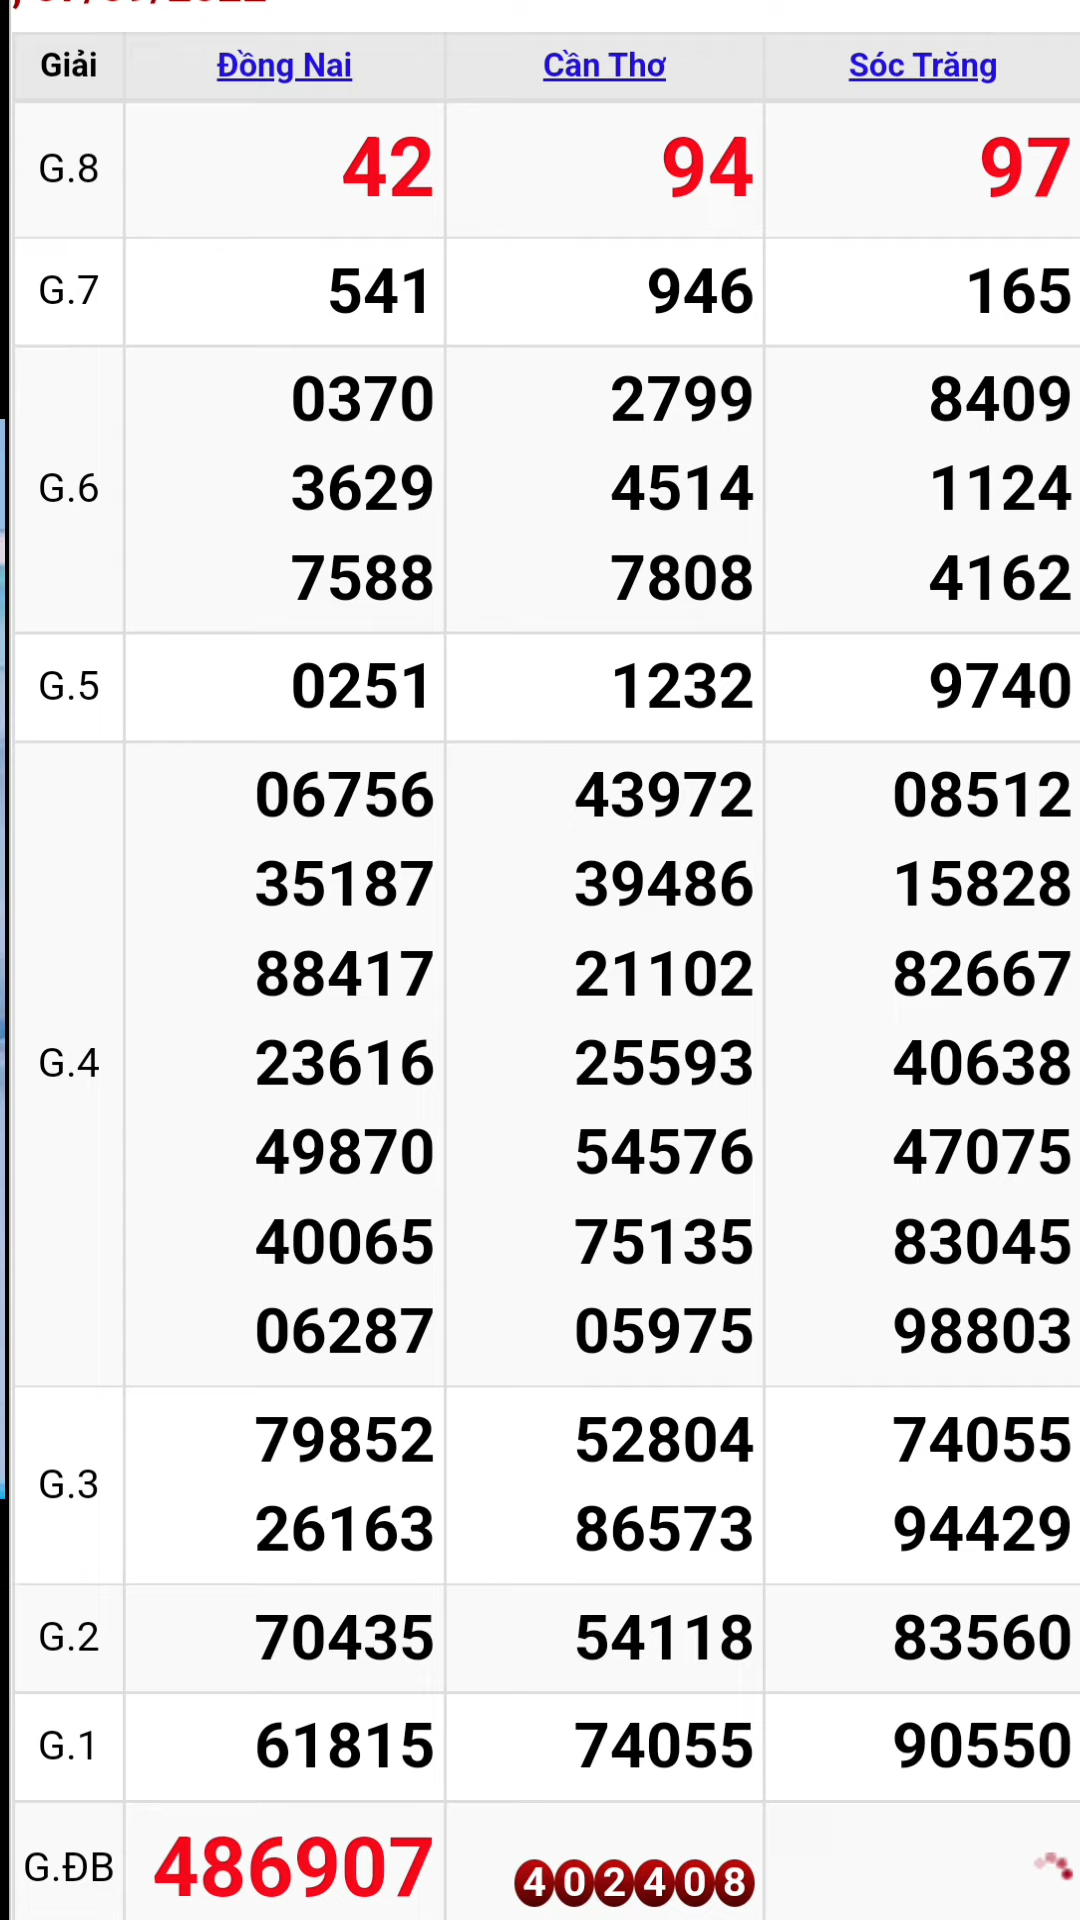 Giải Đồng Nai Cần Thơ Sóc Trăng
G.8 42 94 97
G.7 541 946 165
0370 2799 8409
G.6 3629 4514 1124
7588 7808 4162
G.5 0251 1232 9740
06756 43972 08512
35187 39486 15828
88417 21102 82667
G.4 23616 25593 40638
49870 54576 47075
40065 75135 83045
06287 05975 98803
G.3
79852 52804 74055
26163 86573 94429
G.2 70435 54118 83560
G.1 61815 74055 90550
G.ĐB 486907 402408